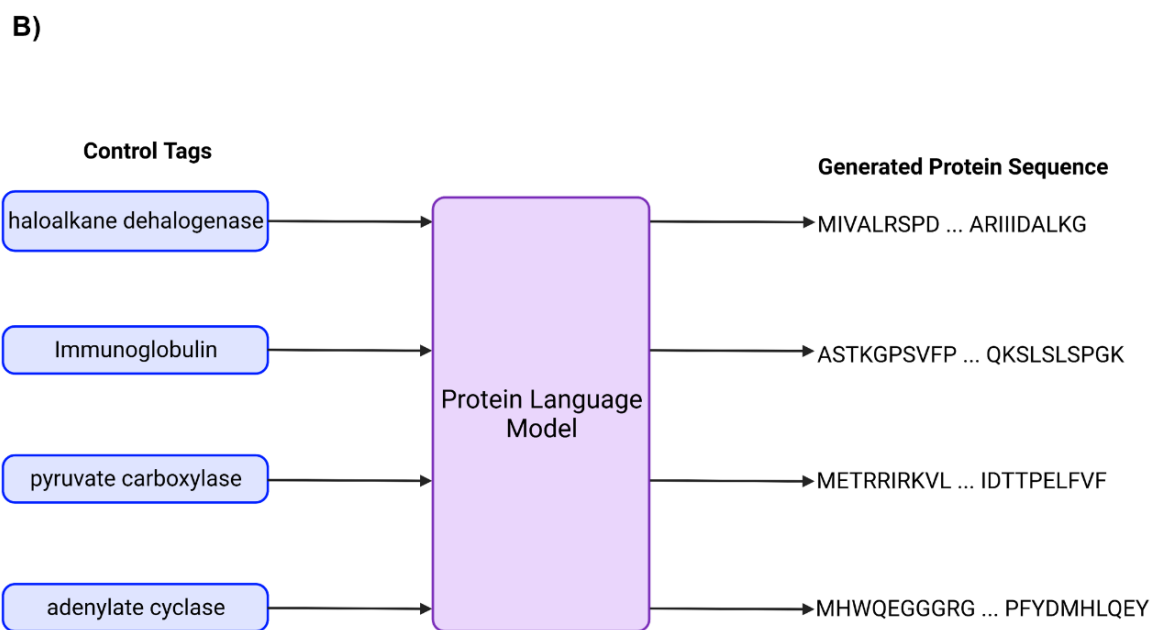 B)
Control Tags
Generated Protein Sequence
haloalkane dehalogenase
MIVALRSPD ... ARIIIDALKG
Immunoglobulin
ASTKGPSVFP ... QKSLSLSPGK
Protein Language
Model
pyruvate carboxylase
METRRIRKVL ... IDTTPELFVF
adenylate cyclase
MHWQEGGGRG ... PFYDMHLQEY